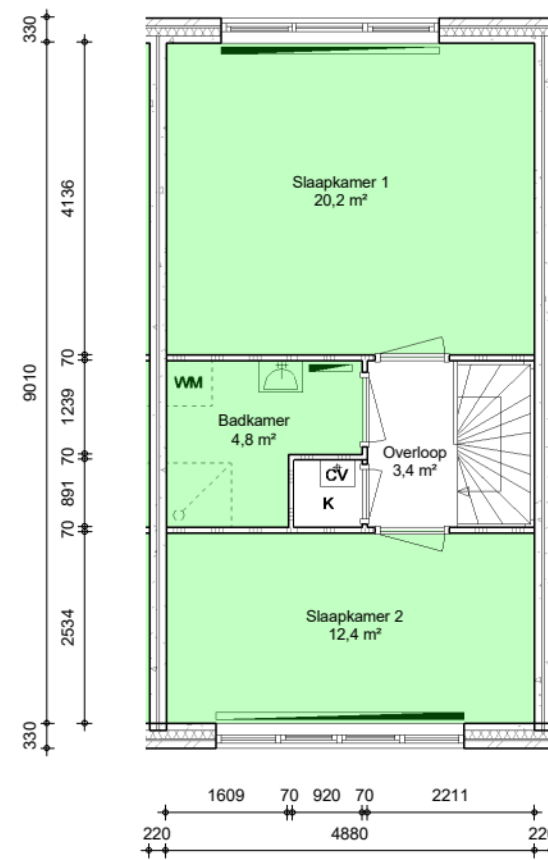 330
4136
9010
70
1239
70
891
70
2534
330
Slaapkamer 1
20,2 m²
WM
Badkamer
4,8 m²
Overloop
3,4 m²
CV
K
Slaapkamer 2
12,4 m²
1609 70 920 70 2211
220 4880 220